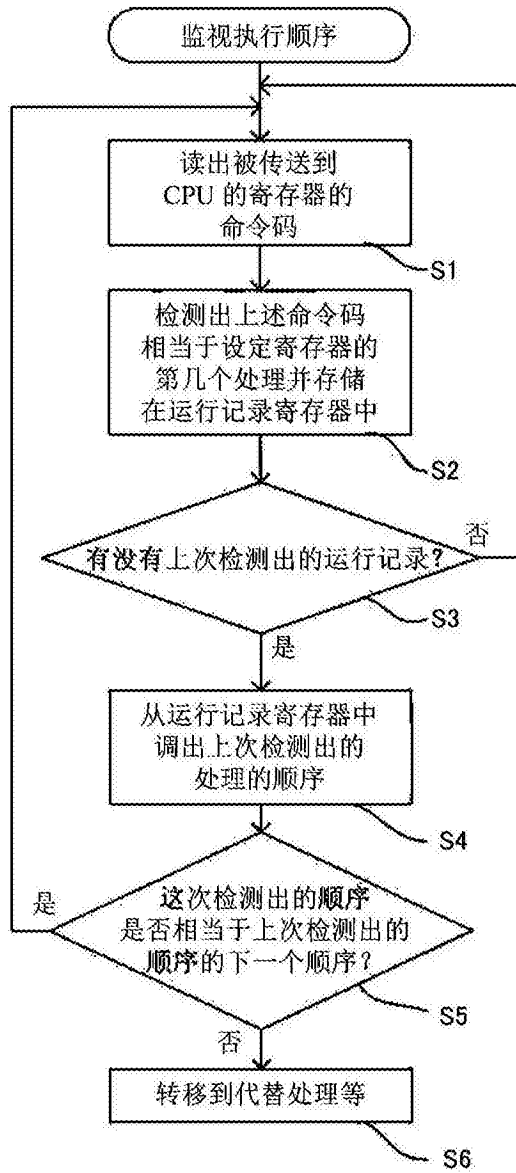 监视执行顺序
读出被传送到
CPU 的寄存器的
命令码
S1
检测出上述命令码
相当于设定寄存器的
第几个处理并存储
在运行记录寄存器中
S2
否
有没有上次检测出的运行记录?
S3
是
从运行记录寄存器中
调出上次检测出的
处理的顺序
S4
是
这次检测出的顺序
是否相当于上次检测出的
顺序的下一个顺序?
S5
否
转移到代替处理等
S6